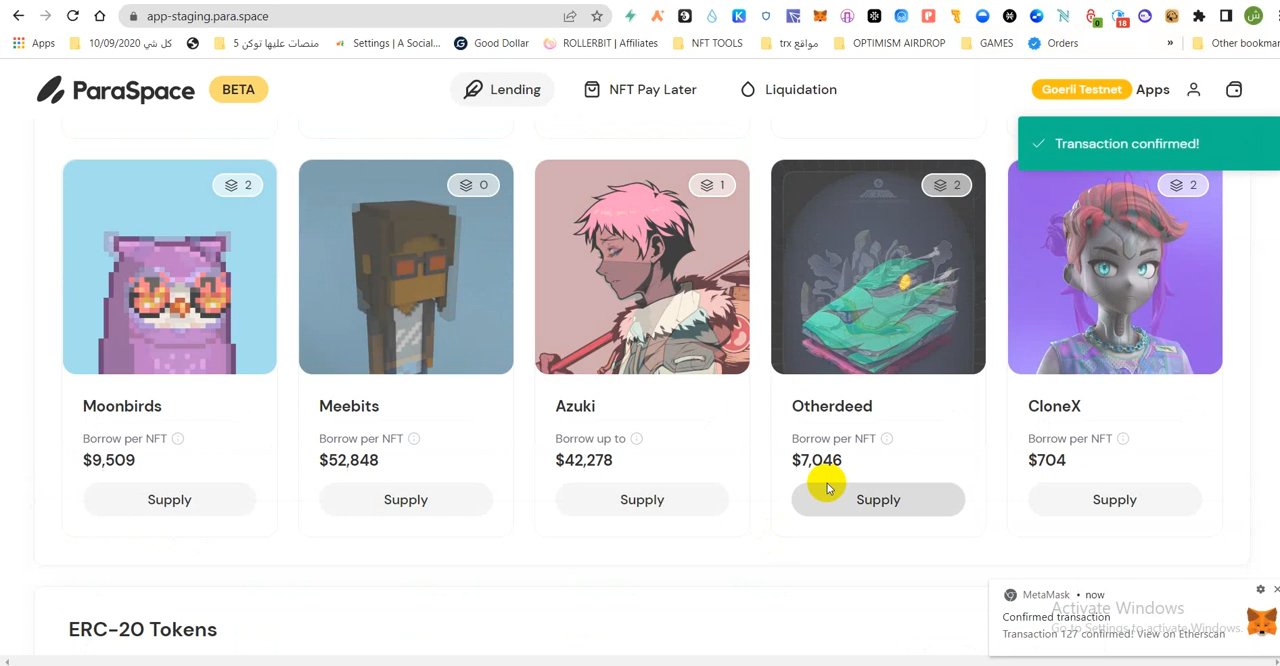 app-staging.para.space
0
18
ش
Apps
كل شي 10/09/2020
منصات عليها توكن 5
Settings | A Social...
Good Dollar
ROLLERBIT | Affiliates
NFT TOOLS
مواقع trx
OPTIMISM AIRDROP
GAMES
Orders
»
Other bookmar
ParaSpace
BETA
Lending
NFT Pay Later
Liquidation
Goerli Testnet
Apps
Transaction confirmed!
2
0
1
2
2
Moonbirds
Meebits
Azuki
Otherdeed
CloneX
Borrow per NFT
Borrow per NFT
Borrow up to
Borrow per NFT
Borrow per NFT
$9,509
$52,848
$42,278
$7,046
$704
Supply
Supply
Supply
Supply
Supply
ERC-20 Tokens
MetaMask • now
Confirmed transaction
Transaction 127 confirmed! View on Etherscan
Activate Windows
Go to Settings to activate Windows.